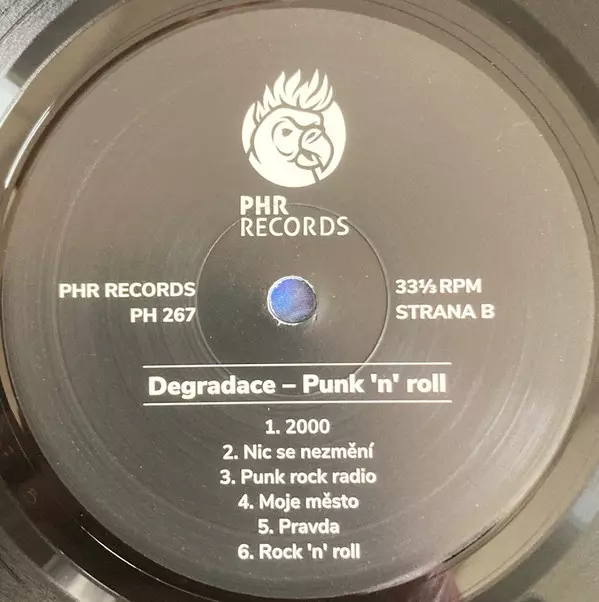 PHR
RECORDS
PHR RECORDS
PH 267
33⅓ RPM
STRANA B
Degradace – Punk 'n' roll
1. 2000
2. Nic se nezmění
3. Punk rock radio
4. Moje město
5. Pravda
6. Rock 'n' roll